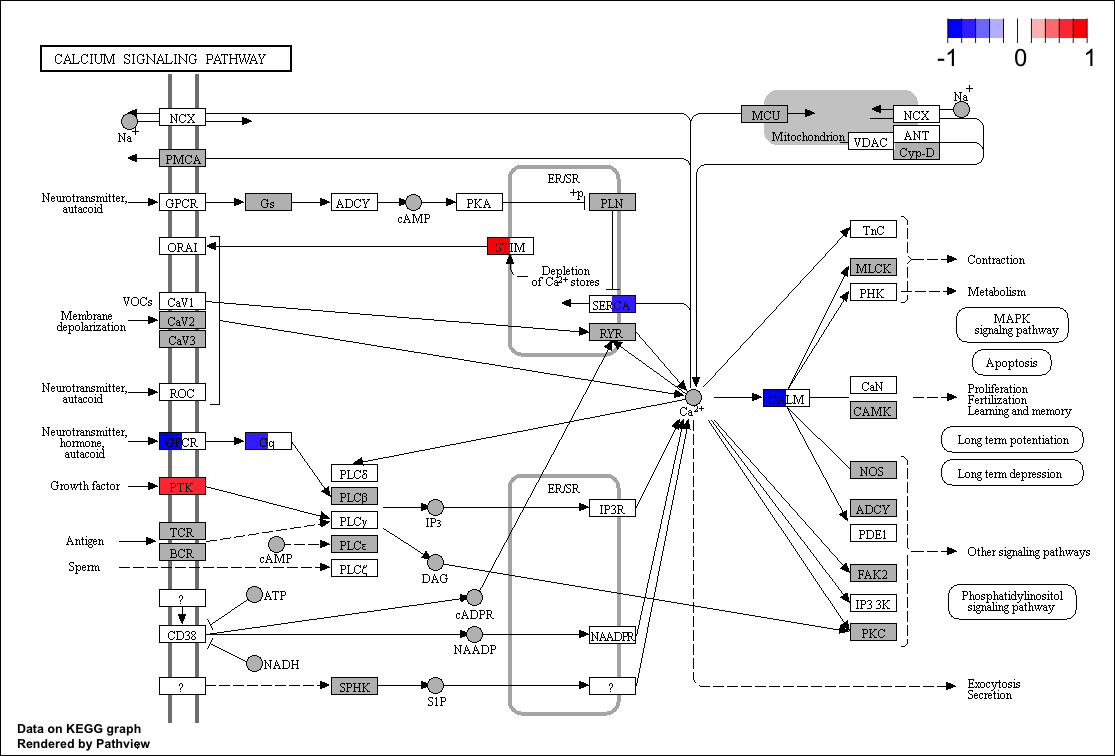 -1 0 1
CALCIUM SIGNALING PATHWAY
NCX
Na+
PMCA
MCU
Mitochondrion
Na+
NCX
ANT
VDAC
Cyp-D
Neurotransmitter,
autacoid
GPCR
Gs
ADCY
cAMP
PKA
ER/SR
+p
PLN
ORAI
STIM
Depletion
of Ca2+ stores
VOCs
CaV1
SERCA
Membrane
depolarization
CaV2
CaV3
RYR
Neurotransmitter,
autacoid
ROC
Ca2+
CALM
TnC
MLCK
PHK
Contraction
Metabolism
MAPK
signaling pathway
Apoptosis
CaN
CAMK
Proliferation
Fertilization
Learning and memory
Long term potentiation
Long term depression
Neurotransmitter,
hormone,
autacoid
GPCR
Gq
PLCδ
Growth factor
PTK
PLCβ
PLCγ
IP3
ER/SR
IP3R
Antigen
TCR
BCR
cAMP
PLCε
Sperm
PLCζ
DAG
NOS
ADCY
PDE1
FAK2
IP3 3K
PKC
Other signaling pathways
Phosphatidylinositol
signaling pathway
?
ATP
CD38
cADPR
NAADP
NAADPR
NADH
?
SPHK
S1P
?
Exocytosis
Secretion
Data on KEGG graph
Rendered by Pathview